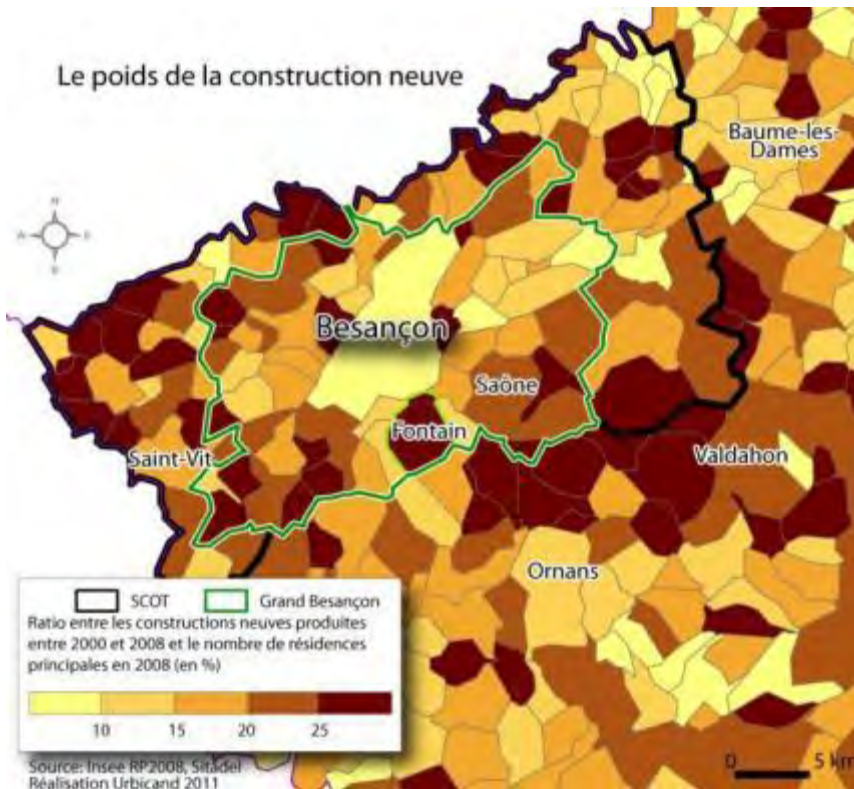 Le poids de la construction neuve
Baume-les-
Dames
N
E
S
Besançon
Saône
Fontain
Saint-Vit
Valdahon
Ornans
SCOT Grand Besançon
Ratio entre les constructions neuves produites
entre 2000 et 2008 et le nombre de résidences
principales en 2008 (en %)
10 15 20 25
Source: Insee RP2008, Sitadel
Réalisation Urbicand 2011
0 5 km